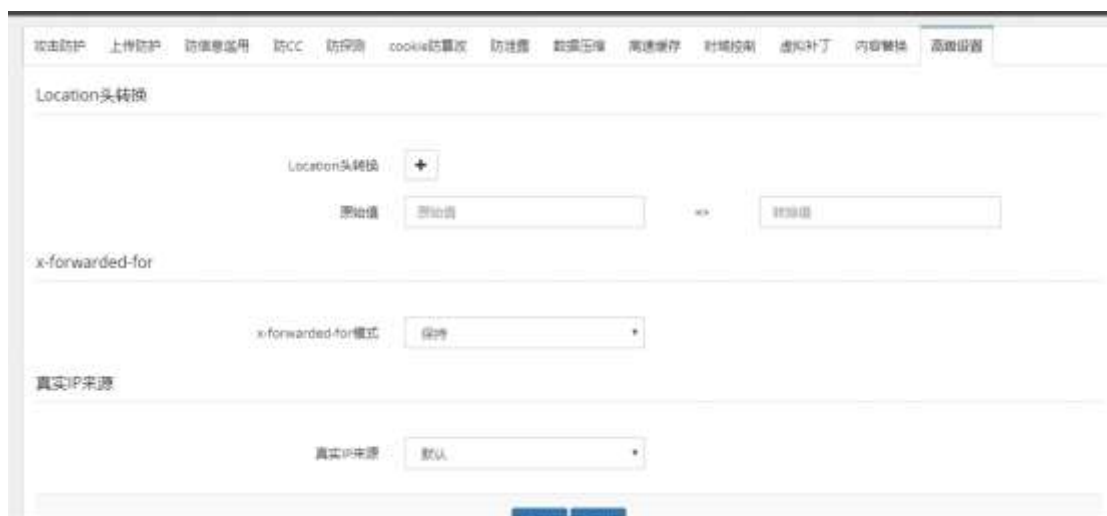 攻击防护 上传防护 防信息滥用 防CC 防探测 cookie防篡改 防泄露 数据压缩 高速缓存 时域控制 虚拟补丁 内容替换 高级设置
Location头转换
Location头转换 +
原始值 原始值 => 转换值
x-forwarded-for
x-forwarded-for模式 保持
真实IP来源
真实IP来源 默认